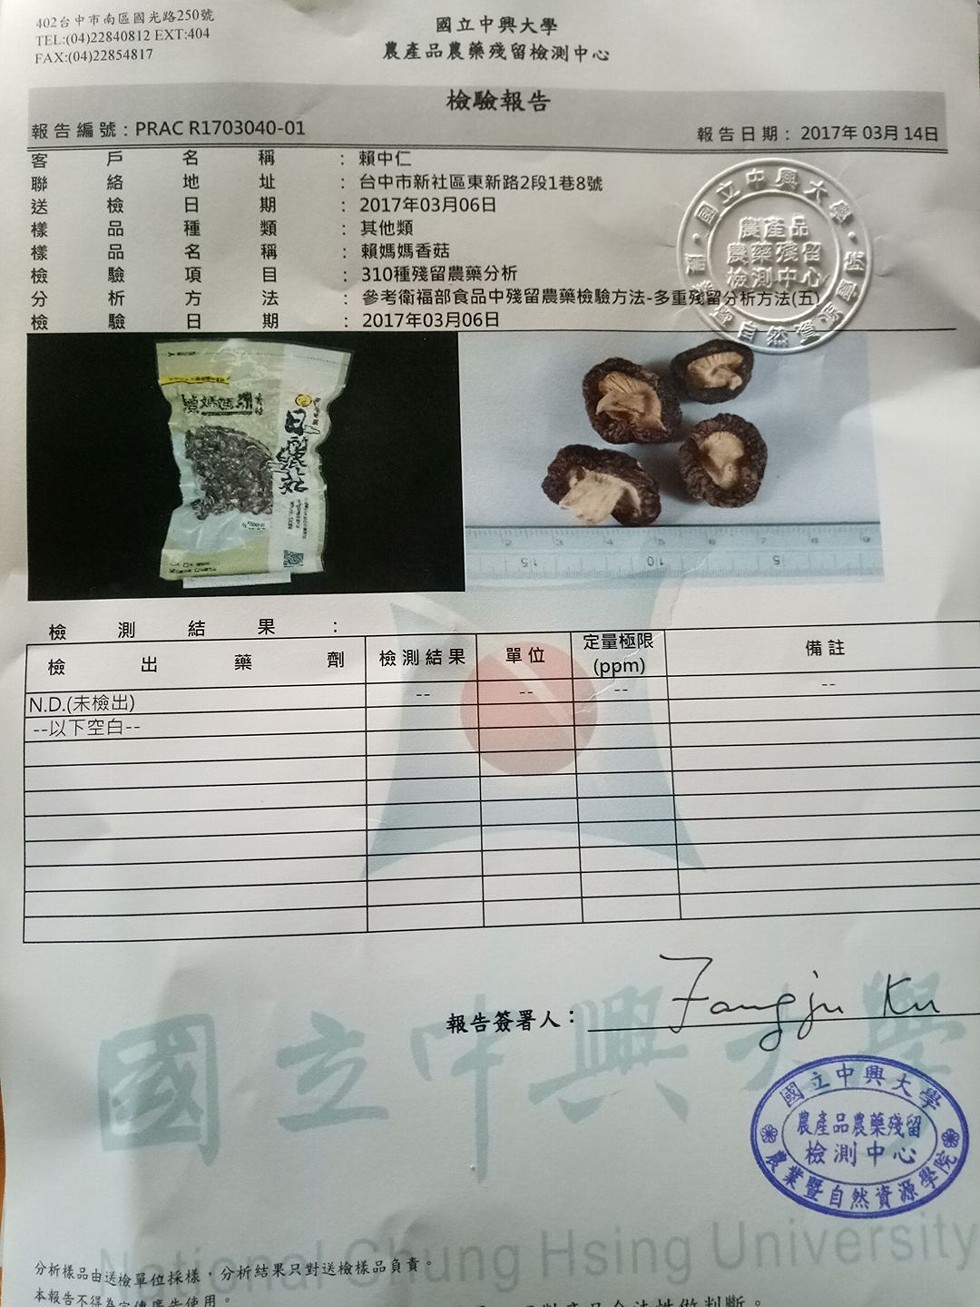 402台中市南區國光路250號
TEL:(04)22840812 EXT:404
FAX:(04)22854817
國立中興大學
農產品農藥殘留檢測中心
檢驗報告
報告編號：PRAC R1703040-01
報告日期： 2017年 03月 14日
客戶名稱：賴中仁
聯絡地址：台中市新社區東新路2段1巷8號
送檢日期：2017年03月06日
樣品種類：其他類
樣品名稱：賴媽媽香菇
檢驗項目：310種殘留農藥分析
分析方法：參考衛福部食品中殘留農藥檢驗方法-多重殘留分析方法(五)
檢驗日期：2017年03月06日
國立中興大學
農產品
農藥殘留
檢測中心
檢測結果：
檢出藥劑 檢測結果 單位 定量極限(ppm) 備註
N.D.(未檢出) -- -- -- --
--以下空白--
報告簽署人：Fangju Ku
國立中興大學
國立中興大學
農產品農藥殘留
檢測中心
農業暨自然資源學院
National Chung Hsing University
分析樣品由送檢單位採樣，分析結果只對送檢樣品負責。
本報告不得為宣傳廣告使用。